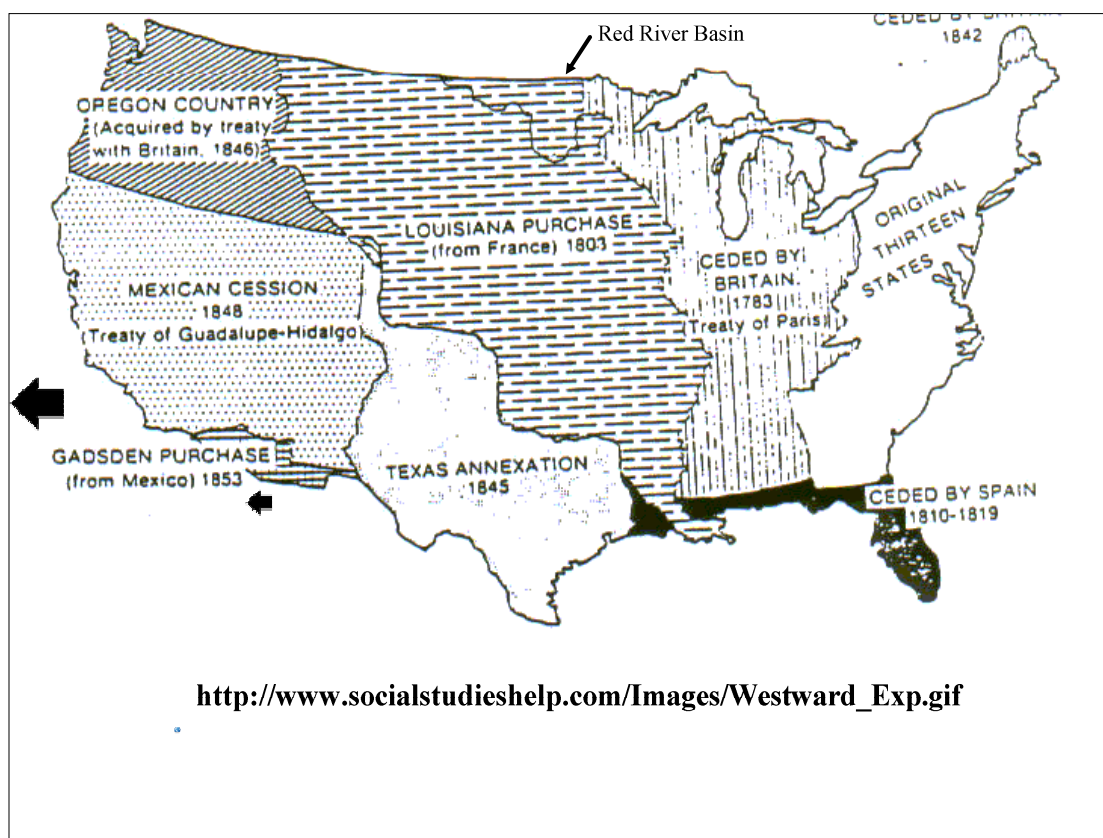 Red River Basin
CEDED BY
1842
OREGON COUNTRY
(Acquired by treaty
with Britain, 1846)
LOUISIANA PURCHASE
(from France) 1803
ORIGINAL
THIRTEEN
STATES
CEDED BY
BRITAIN
1783
(Treaty of Paris)
MEXICAN CESSION
1848
(Treaty of Guadalupe-Hidalgo)
GADSDEN PURCHASE
(from Mexico) 1853
TEXAS ANNEXATION
1845
CEDED BY SPAIN
1810-1819
http://www.socialstudieshelp.com/Images/Westward_Exp.gif